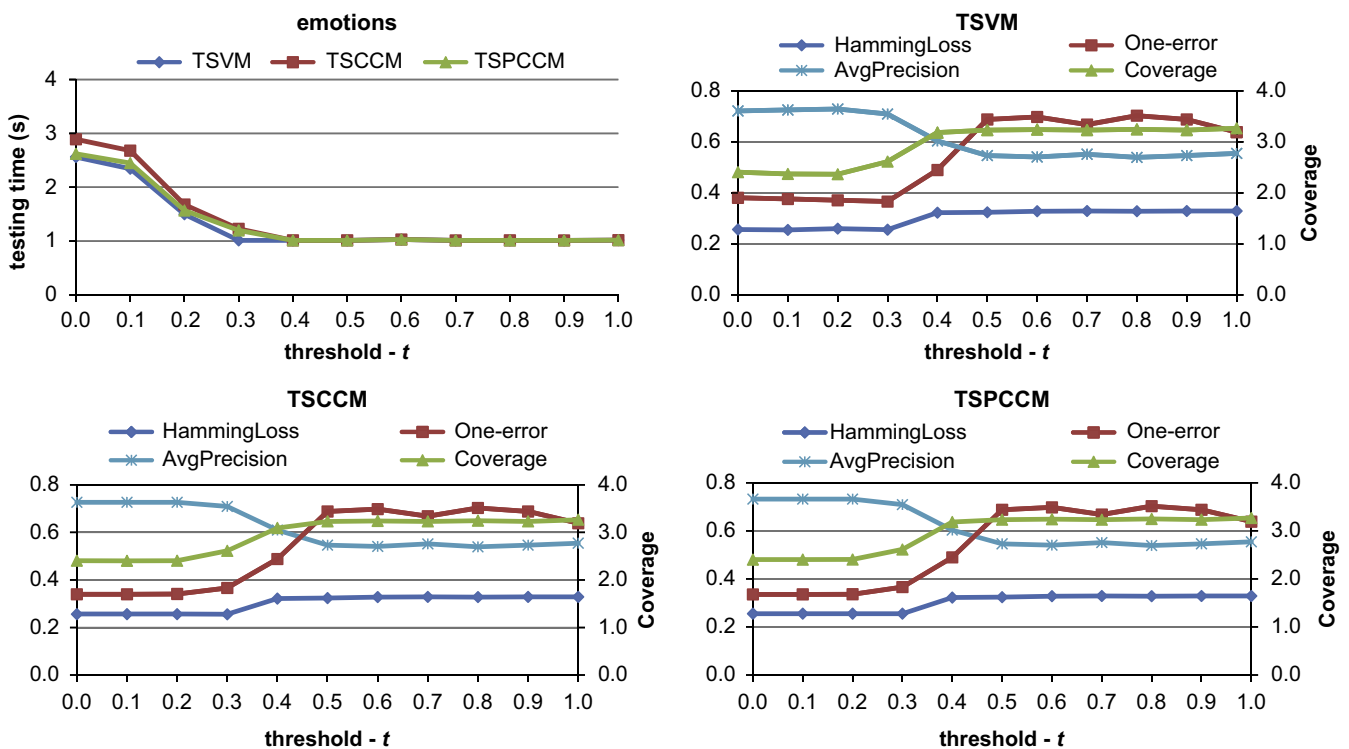 emotions
TSVM TSCCM TSPCCM
4
3
2
1
0
testing time (s)
0.0 0.1 0.2 0.3 0.4 0.5 0.6 0.7 0.8 0.9 1.0
threshold - t
TSVM
HammingLoss One-error
AvgPrecision Coverage
0.8 4.0
0.6 3.0
0.4 2.0
0.2 1.0
0.0 0.0
Coverage
0.0 0.1 0.2 0.3 0.4 0.5 0.6 0.7 0.8 0.9 1.0
threshold - t
TSCCM
HammingLoss One-error
AvgPrecision Coverage
0.8 4.0
0.6 3.0
0.4 2.0
0.2 1.0
0.0 0.0
Coverage
0.0 0.1 0.2 0.3 0.4 0.5 0.6 0.7 0.8 0.9 1.0
threshold - t
TSPCCM
HammingLoss One-error
AvgPrecision Coverage
0.8 4.0
0.6 3.0
0.4 2.0
0.2 1.0
0.0 0.0
Coverage
0.0 0.1 0.2 0.3 0.4 0.5 0.6 0.7 0.8 0.9 1.0
threshold - t